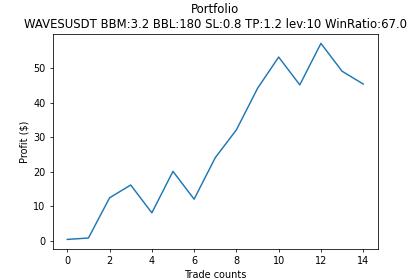 Portfolio
WAVESUSDT BBM:3.2 BBL:180 SL:0.8 TP:1.2 lev:10 WinRatio:67.0
Profit ($)
50
40
30
20
10
0
0 2 4 6 8 10 12 14
Trade counts